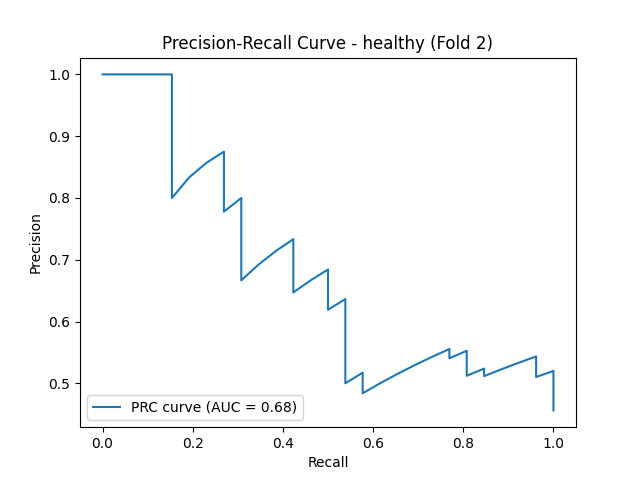 Precision-Recall Curve - healthy (Fold 2)
1.0
0.9
0.8
0.7
0.6
0.5
Precision
PRC curve (AUC = 0.68)
0.0 0.2 0.4 0.6 0.8 1.0
Recall